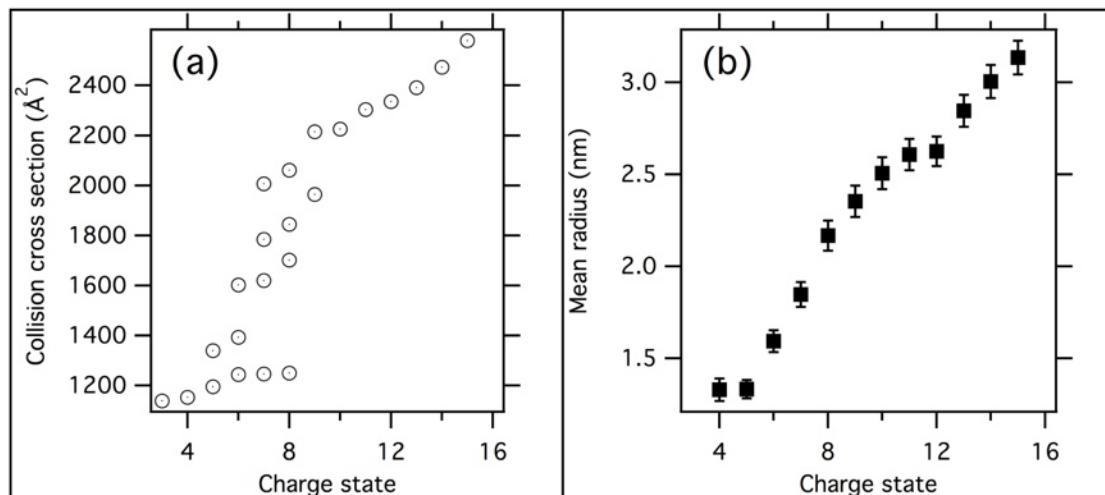 (a)
Collision cross section (Å²)
2400
2200
2000
1800
1600
1400
1200
4 8 12 16
Charge state
(b)
Mean radius (nm)
3.0
2.5
2.0
1.5
4 8 12 16
Charge state